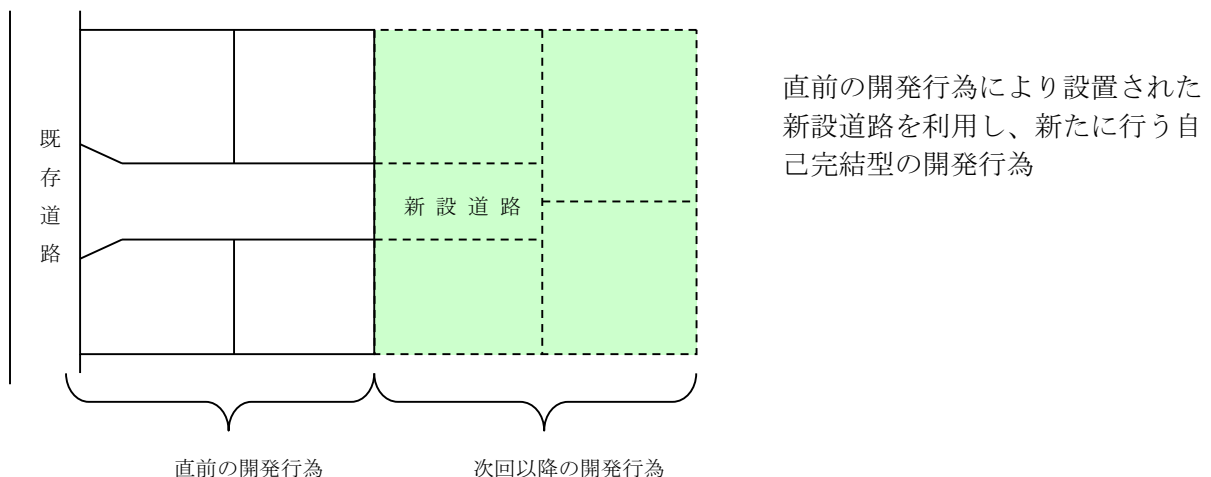 直前の開発行為により設置された
新設道路を利用し、新たに行う自
己完結型の開発行為
既存道路
新設道路
直前の開発行為
次回以降の開発行為